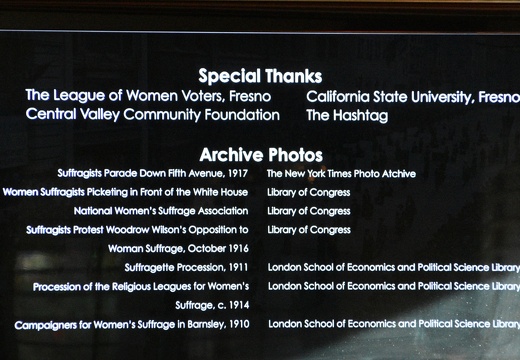 Special Thanks
The League of Women Voters, Fresno California State University, Fresno
Central Valley Community Foundation The Hashtag
Archive Photos
Suffragists Parade Down Fifth Avenue, 1917 The New York Times Photo Atchive
Women Suffragists Picketing in Front of the White House Library of Congress
National Women's Suffrage Association Library of Congress
Suffragists Protest Woodrow Wilson's Opposition to Library of Congress
Woman Suffrage, October 1916
Suffragette Procession, 1911 London School of Economics and Political Science Library
Procession of the Religious Leagues for Women's London School of Economics and Political Science Library
Suffrage, c. 1914
Campaigners for Women's Suffrage in Barnsley, 1910 London School of Economics and Political Science Library